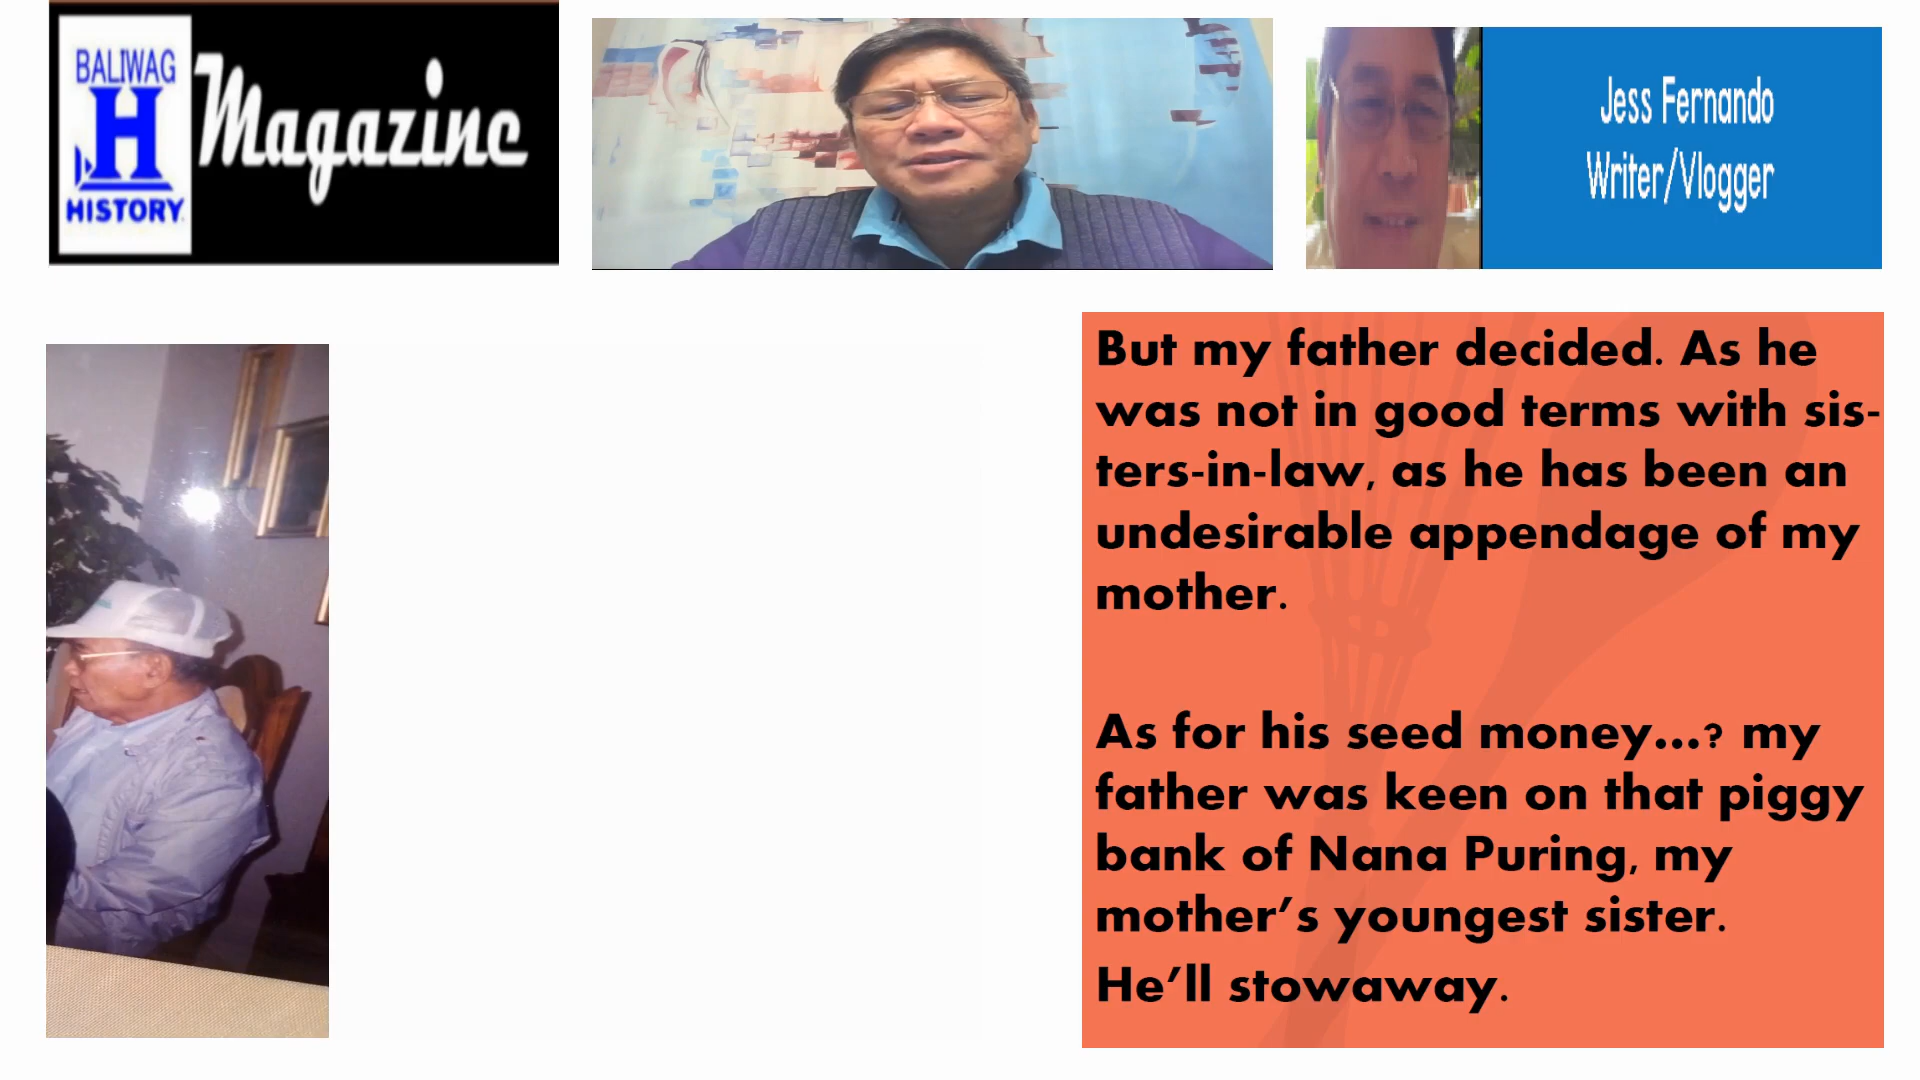 BALIWAG
H
HISTORY
Magazine
Jess Fernando
Writer/Vlogger
But my father decided. As he
was not in good terms with sis-
ters-in-law, as he has been an
undesirable appendage of my
mother.
As for his seed money...? my
father was keen on that piggy
bank of Nana Puring, my
mother’s youngest sister.
He’ll stowaway.